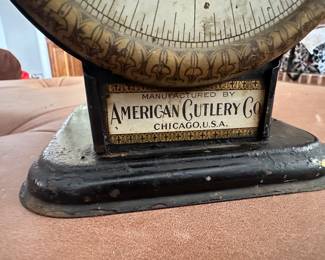 MANUFACTURED BY
AMERICAN CUTLERY CO
CHICAGO, U.S.A.